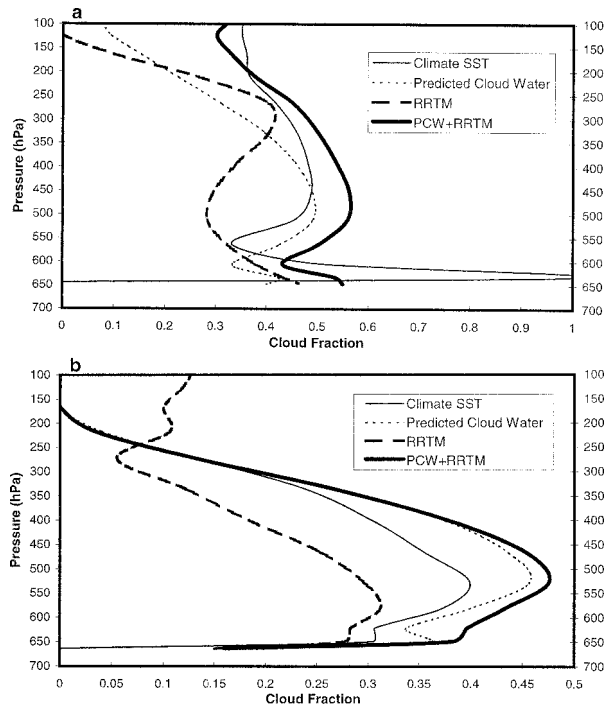 a
100 100
150 150
200 200
250 250
300 300
350 350
400 400
450 450
500 500
550 550
600 600
650 650
700 700
Pressure (hPa)
Climate SST
Predicted Cloud Water
RRTM
PCW+RRTM
0 0.1 0.2 0.3 0.4 0.5 0.6 0.7 0.8 0.9 1
Cloud Fraction
b
100 100
150 150
200 200
250 250
300 300
350 350
400 400
450 450
500 500
550 550
600 600
650 650
700 700
Pressure (hPa)
Climate SST
Predicted Cloud Water
RRTM
PCW+RRTM
0 0.05 0.1 0.15 0.2 0.25 0.3 0.35 0.4 0.45 0.5
Cloud Fraction